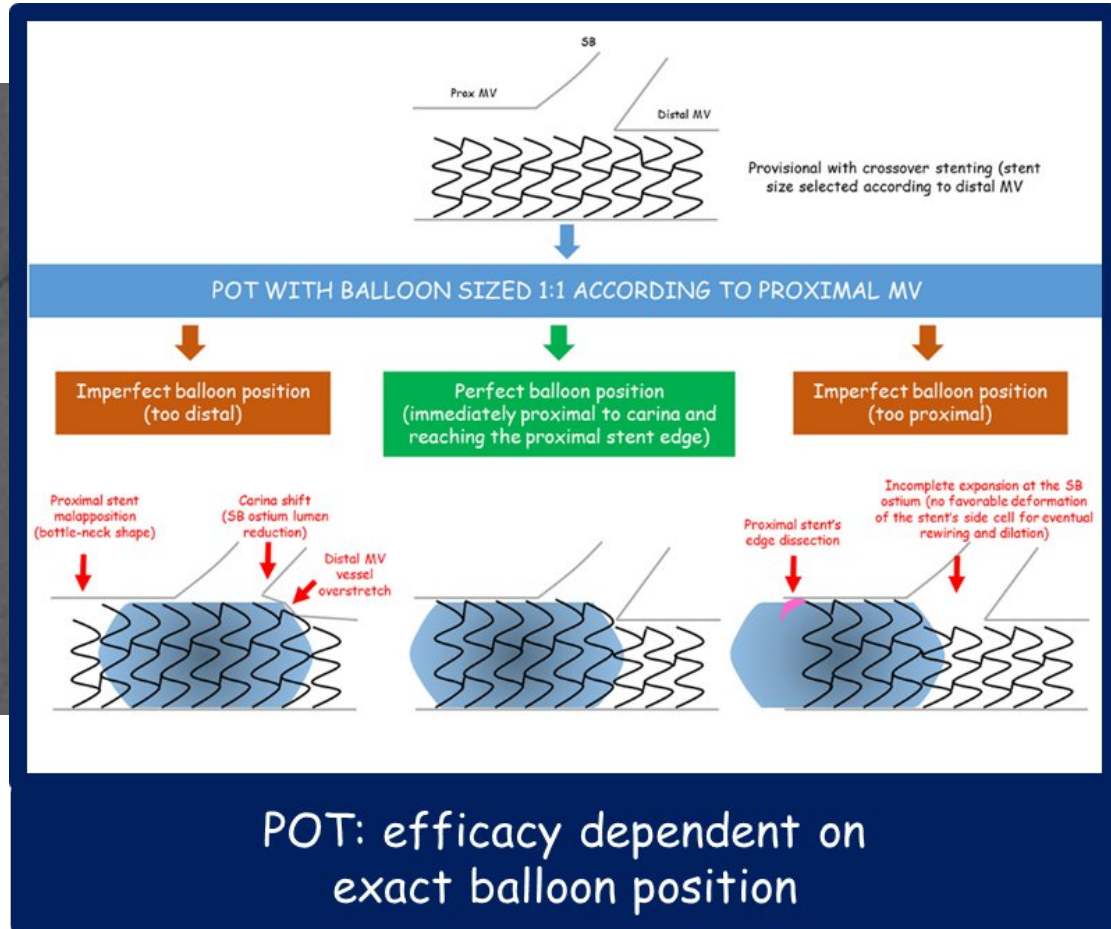 SB
Prox MV
Distal MV
Provisional with crossover stenting (stent
size selected according to distal MV
POT WITH BALLOON SIZED 1:1 ACCORDING TO PROXIMAL MV
Imperfect balloon position
(too distal)
Perfect balloon position
(immediately proximal to carina and
reaching the proximal stent edge)
Imperfect balloon position
(too proximal)
Proximal stent
malapposition
(bottle-neck shape)
Carina shift
(SB ostium lumen
reduction)
Distal MV
vessel
overstretch
Proximal stent's
edge dissection
Incomplete expansion at the SB
ostium (no favorable deformation
of the stent's side cell for eventual
rewiring and dilation)
POT: efficacy dependent on
exact balloon position